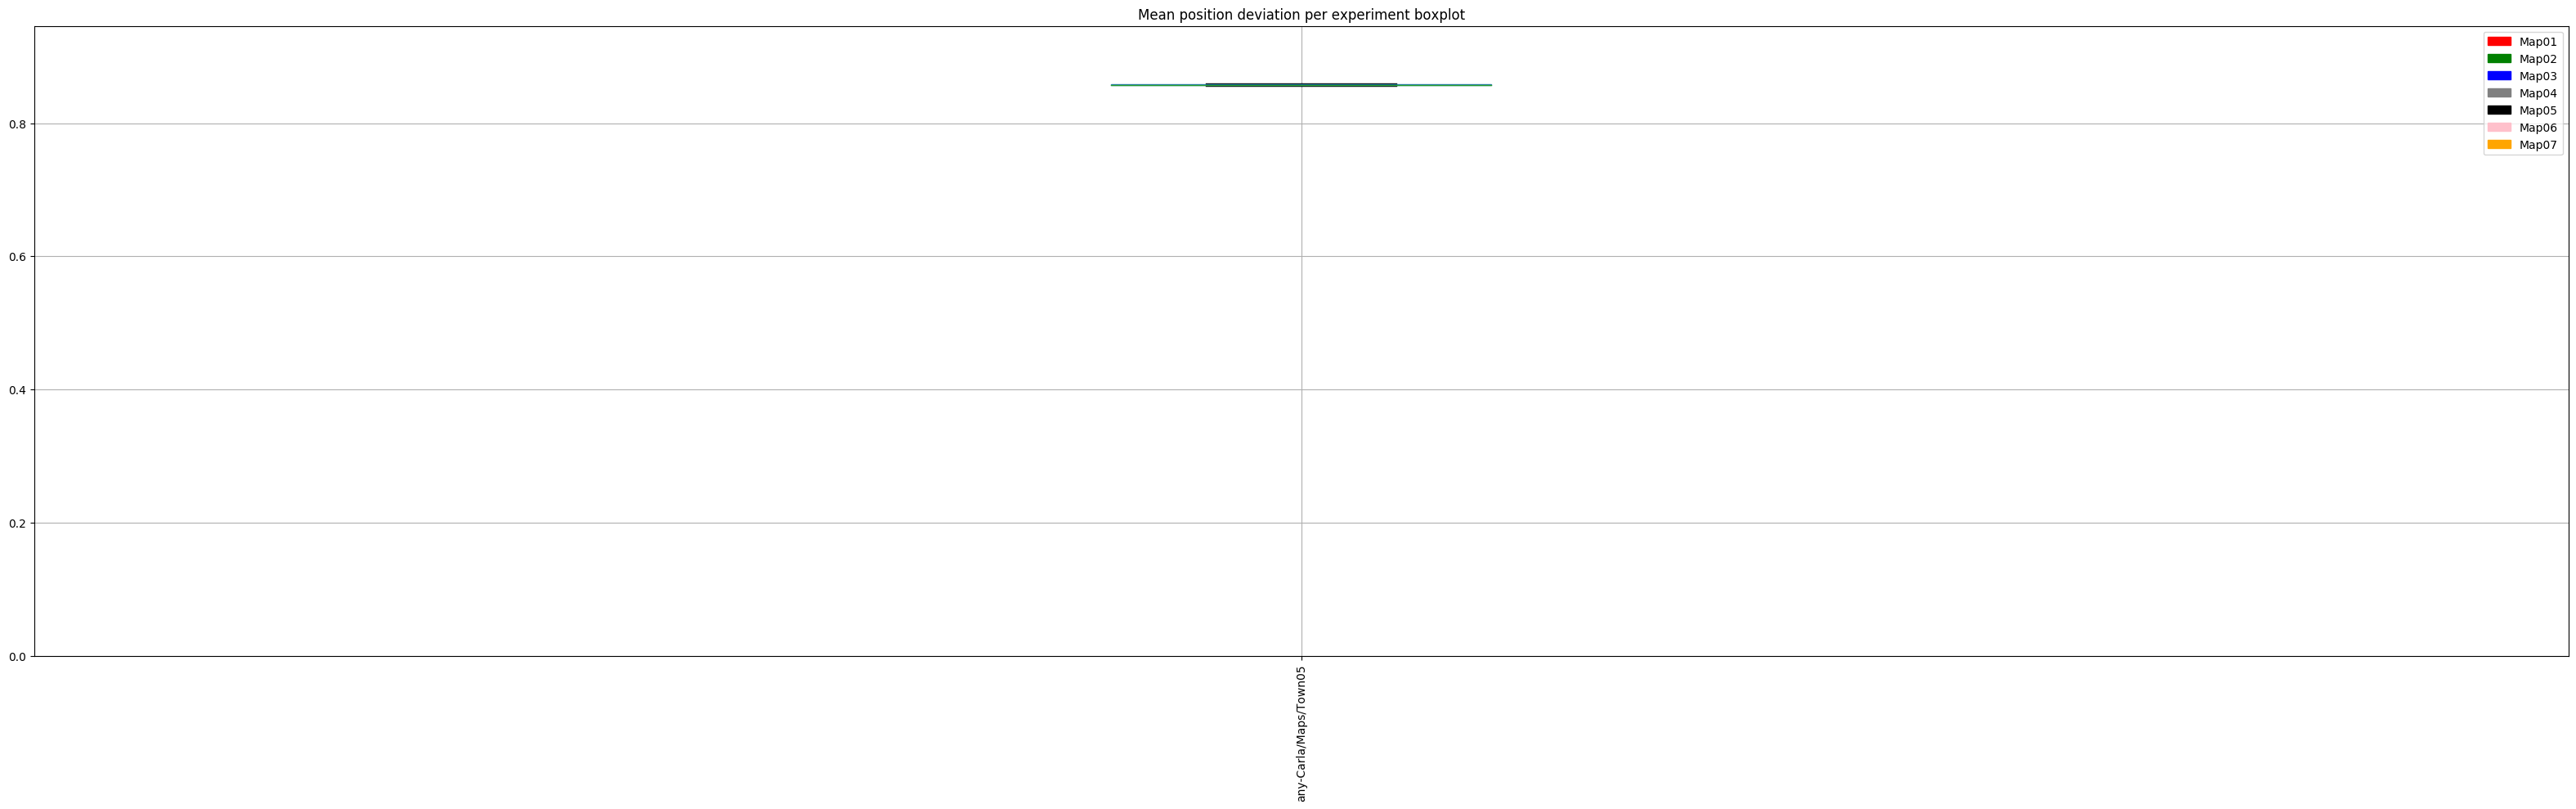 Mean position deviation per experiment boxplot
Map01
Map02
Map03
Map04
Map05
Map06
Map07
0.8
0.6
0.4
0.2
0.0
any-Carla/Maps/Town05